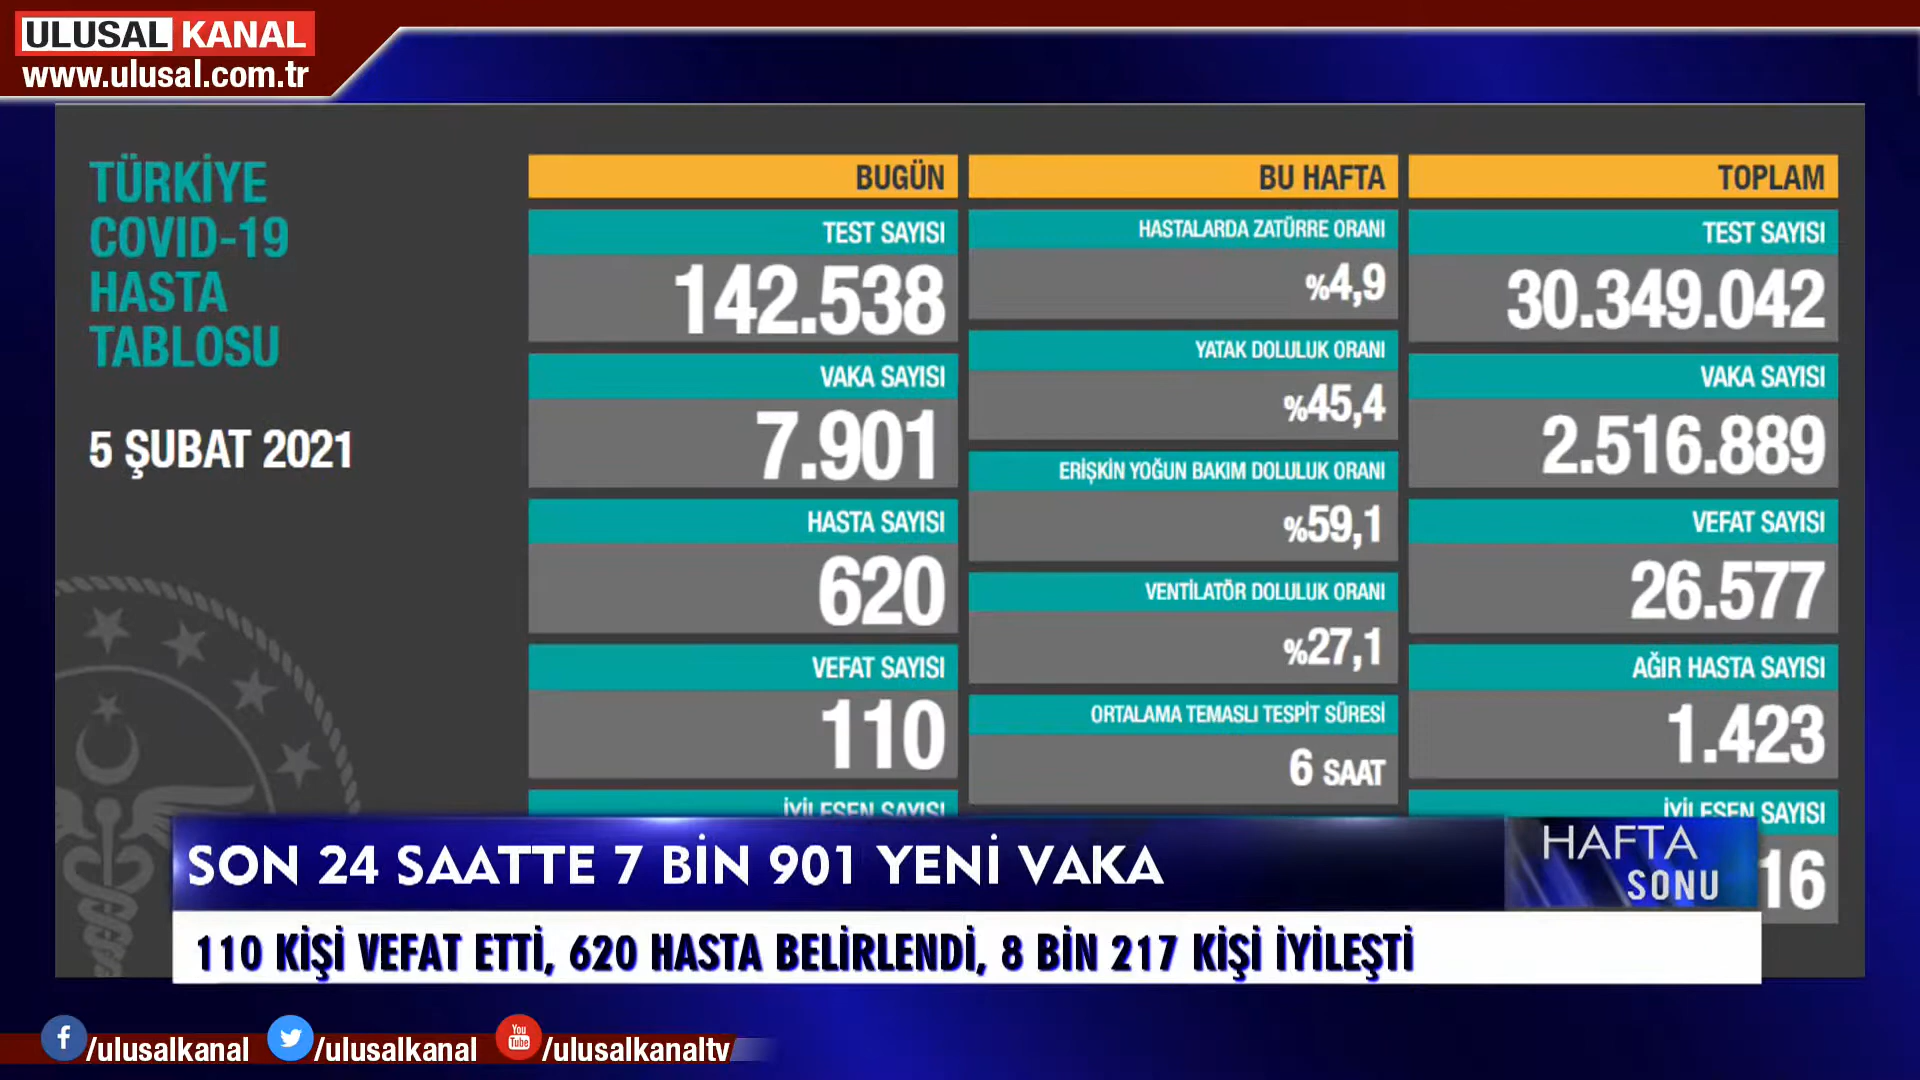 ULUSAL KANAL
www.ulusal.com.tr
TÜRKİYE
COVID-19
HASTA
TABLOSU
5 ŞUBAT 2021
BUGÜN
TEST SAYISI
142.538
VAKA SAYISI
7.901
HASTA SAYISI
620
VEFAT SAYISI
110
İYİLEŞEN SAYISI
BU HAFTA
HASTALARDA ZATÜRRE ORANI
%4,9
YATAK DOLULUK ORANI
%45,4
ERİŞKİN YOĞUN BAKIM DOLULUK ORANI
%59,1
VENTİLATÖR DOLULUK ORANI
%27,1
ORTALAMA TEMASLI TESPİT SÜRESİ
6 SAAT
TOPLAM
TEST SAYISI
30.349.042
VAKA SAYISI
2.516.889
VEFAT SAYISI
26.577
AĞIR HASTA SAYISI
1.423
İYİLEŞEN SAYISI
16
SON 24 SAATTE 7 BİN 901 YENİ VAKA
HAFTA
SONU
110 KİŞİ VEFAT ETTİ, 620 HASTA BELİRLENDİ, 8 BİN 217 KİŞİ İYİLEŞTİ
/ulusalkanal /ulusalkanal You Tube /ulusalkanaltv